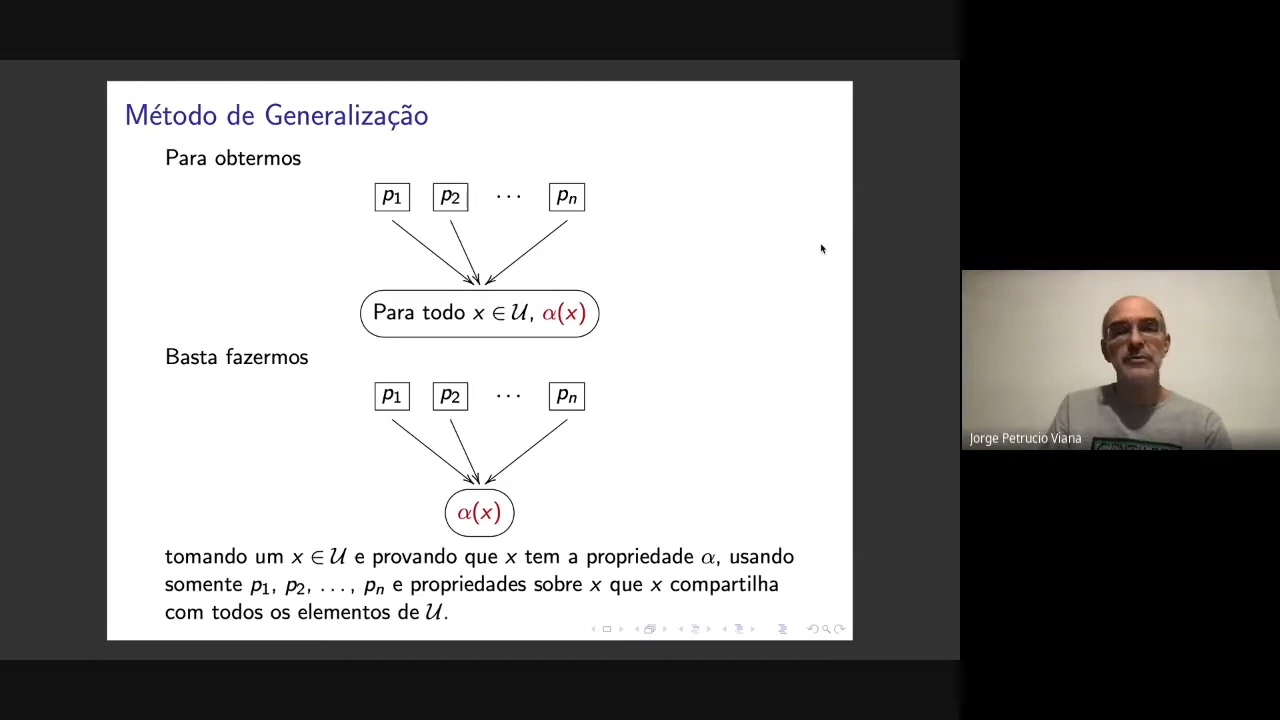 Método de Generalização
Para obtermos
p1 p2 ··· pn
Para todo x ∈ U, α(x)
Basta fazermos
p1 p2 ··· pn
α(x)
tomando um x ∈ U e provando que x tem a propriedade α, usando
somente p1, p2, ..., pn e propriedades sobre x que x compartilha
com todos os elementos de U.
Jorge Petrucio Viana